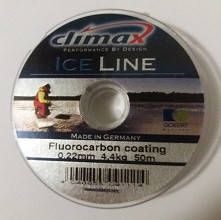 climax
PERFORMANCE BY DESIGN
ICE LINE
MADE IN GERMANY
Fluorocarbon coating
0,22mm 4,4kg 50m